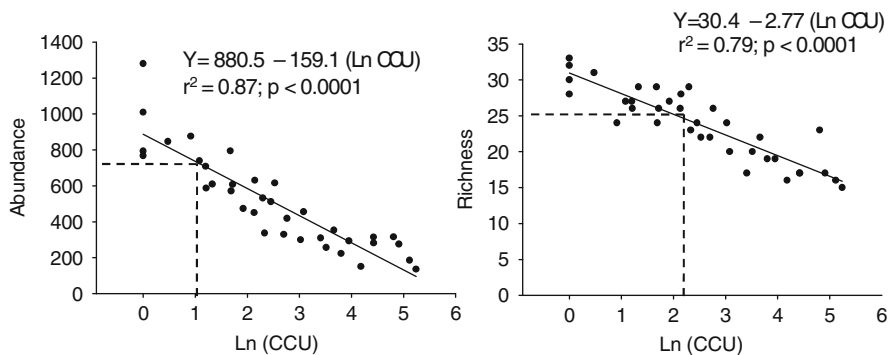 Y= 880.5 – 159.1 (Ln CCU)
r² = 0.87; p < 0.0001
Abundance
1400
1200
1000
800
600
400
200
0
0 1 2 3 4 5 6
Ln (CCU)
Y=30.4 – 2.77 (Ln CCU)
r² = 0.79; p < 0.0001
Richness
35
30
25
20
15
10
5
0
0 1 2 3 4 5 6
Ln (CCU)